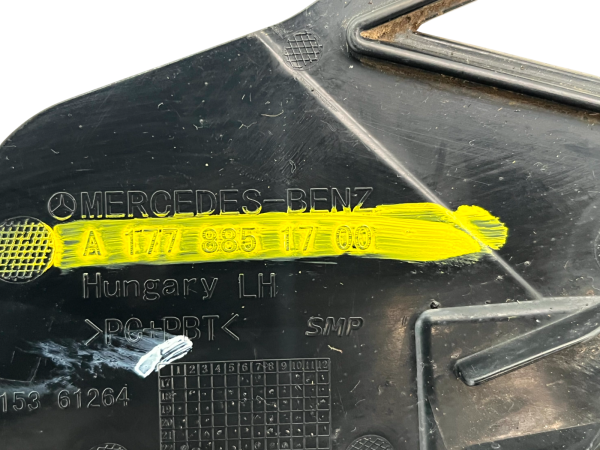 MERCEDES-BENZ
A 177 885 17 00
Hungary LH
>PC+PBT<
SMP
153 61264
1 2 3 4 5 6 7 8 9 10 11 12